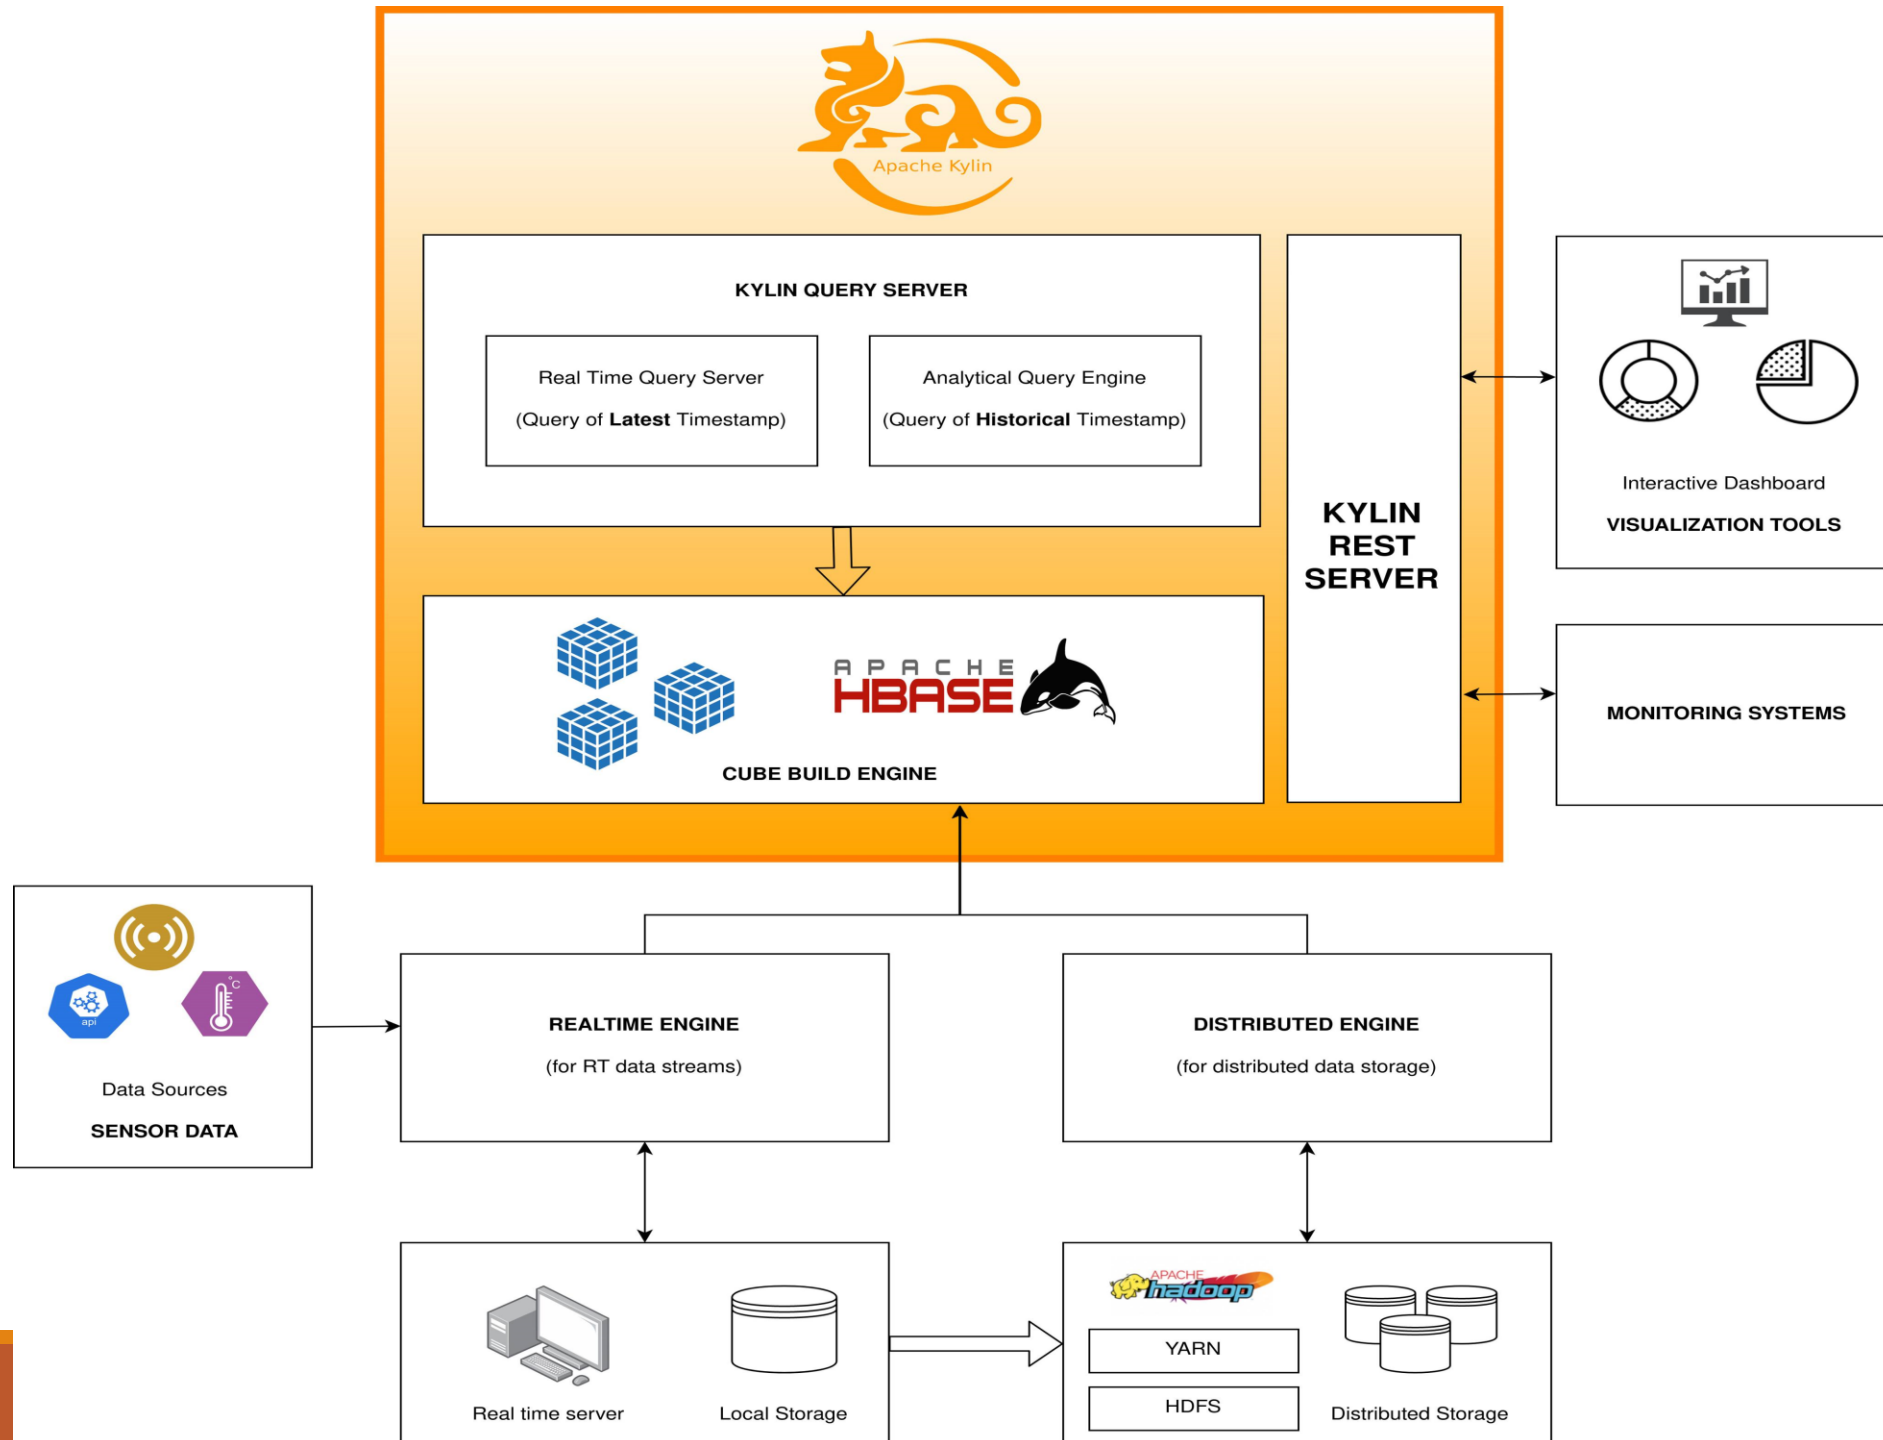 Apache Kylin
KYLIN QUERY SERVER
Real Time Query Server
(Query of Latest Timestamp)
Analytical Query Engine
(Query of Historical Timestamp)
KYLIN
REST
SERVER
Interactive Dashboard
VISUALIZATION TOOLS
APACHE
HBASE
CUBE BUILD ENGINE
MONITORING SYSTEMS
°C
api
Data Sources
SENSOR DATA
REALTIME ENGINE
(for RT data streams)
DISTRIBUTED ENGINE
(for distributed data storage)
APACHE
hadoop
YARN
HDFS
Real time server
Local Storage
Distributed Storage